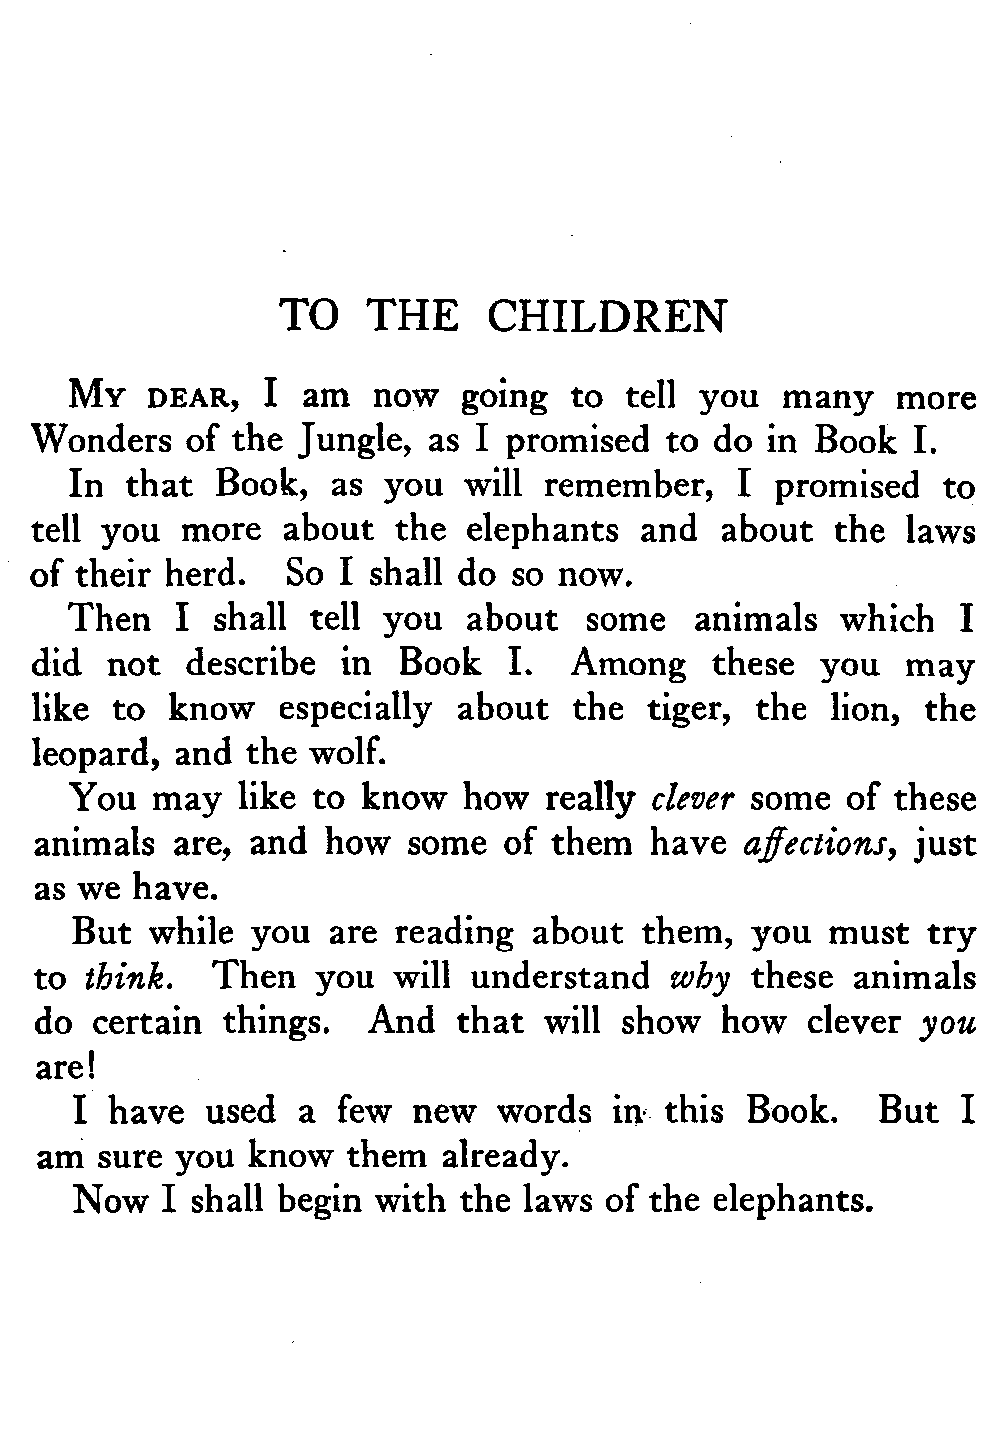 TO THE CHILDREN
MY DEAR, I am now going to tell you many more
Wonders of the Jungle, as I promised to do in Book I.
In that Book, as you will remember, I promised to
tell you more about the elephants and about the laws
of their herd. So I shall do so now.
Then I shall tell you about some animals which I
did not describe in Book I. Among these you may
like to know especially about the tiger, the lion, the
leopard, and the wolf.
You may like to know how really clever some of these
animals are, and how some of them have affections, just
as we have.
But while you are reading about them, you must try
to think. Then you will understand why these animals
do certain things. And that will show how clever you
are!
I have used a few new words in this Book. But I
am sure you know them already.
Now I shall begin with the laws of the elephants.